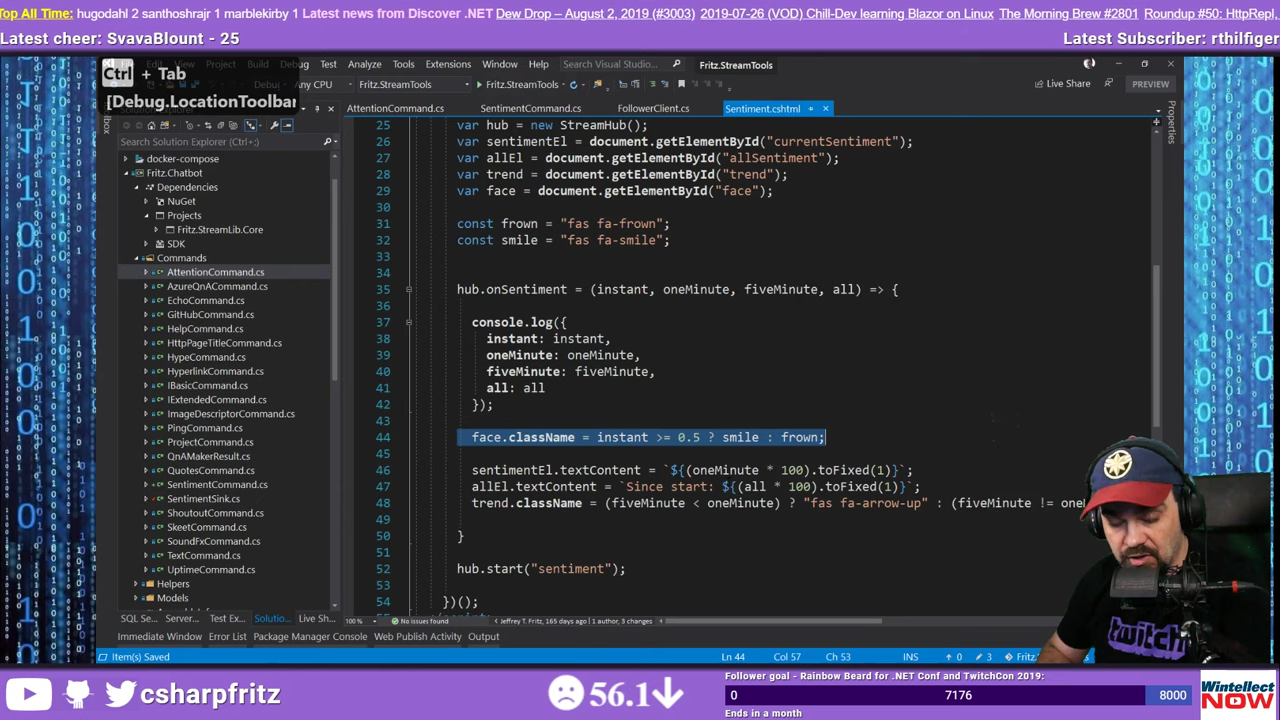 hugodahl 2 santhoshrajr 1 marblekirby 1 Latest news from Discover .NET Dew Drop – August 2, 2019 (#3003) 2019-07-26 (VOD) Chill-Dev learning Blazor on Linux The Morning Brew #2801 Roundup #50: HttpRepl,
Latest cheer: SvavaBlount - 25
Latest Subscriber: rthilfiger
Ctrl + Tab
[Debug.LocationToolbar
Test Analyze Tools Extensions Window Help Search Visual Studio Fritz.StreamTools
Any CPU Fritz.StreamTools Fritz.StreamTools Live Share PREVIEW
AttentionCommand.cs SentimentCommand.cs FollowerClient.cs Sentiment.cshtml
Search Solution Explorer (Ctrl+;)
docker-compose
Fritz.Chatbot
Dependencies
NuGet
Projects
Fritz.StreamLib.Core
SDK
Commands
AttentionCommand.cs
AzureQnACommand.cs
EchoCommand.cs
GitHubCommand.cs
HelpCommand.cs
HttpPageTitleCommand.cs
HypeCommand.cs
HyperlinkCommand.cs
IBasicCommand.cs
IExtendedCommand.cs
ImageDescriptorCommand.cs
PingCommand.cs
ProjectCommand.cs
QnAMakerResult.cs
QuotesCommand.cs
SentimentCommand.cs
SentimentSink.cs
ShoutoutCommand.cs
SkeetCommand.cs
SoundFxCommand.cs
TextCommand.cs
UptimeCommand.cs
Helpers
Models
SQL Se... Server... Test Ex... Solutio... Live Sh...
25 var hub = new StreamHub();
26 var sentimentEl = document.getElementById("currentSentiment");
27 var allEl = document.getElementById("allSentiment");
28 var trend = document.getElementById("trend");
29 var face = document.getElementById("face");
30
31 const frown = "fas fa-frown";
32 const smile = "fas fa-smile";
33
34
35 hub.onSentiment = (instant, oneMinute, fiveMinute, all) => {
36
37 console.log({
38 instant: instant,
39 oneMinute: oneMinute,
40 fiveMinute: fiveMinute,
41 all: all
42 });
43
44 face.className = instant >= 0.5 ? smile : frown;
45
46 sentimentEl.textContent = `${(oneMinute * 100).toFixed(1)}`;
47 allEl.textContent = `Since start: ${(all * 100).toFixed(1)}`;
48 trend.className = (fiveMinute < oneMinute) ? "fas fa-arrow-up" : (fiveMinute != oneM
49
50 }
51
52 hub.start("sentiment");
53
54 })();
100% No issues found Jeffrey T. Fritz, 165 days ago | 1 author, 3 changes
Properties
Immediate Window Error List Package Manager Console Web Publish Activity Output
Item(s) Saved Ln 44 Col 57 Ch 53 INS 0 3
twitch
csharpfritz
56.1
Follower goal - Rainbow Beard for .NET Conf and TwitchCon 2019:
0 7176 8000
Ends in a month
Wintellect
NOW